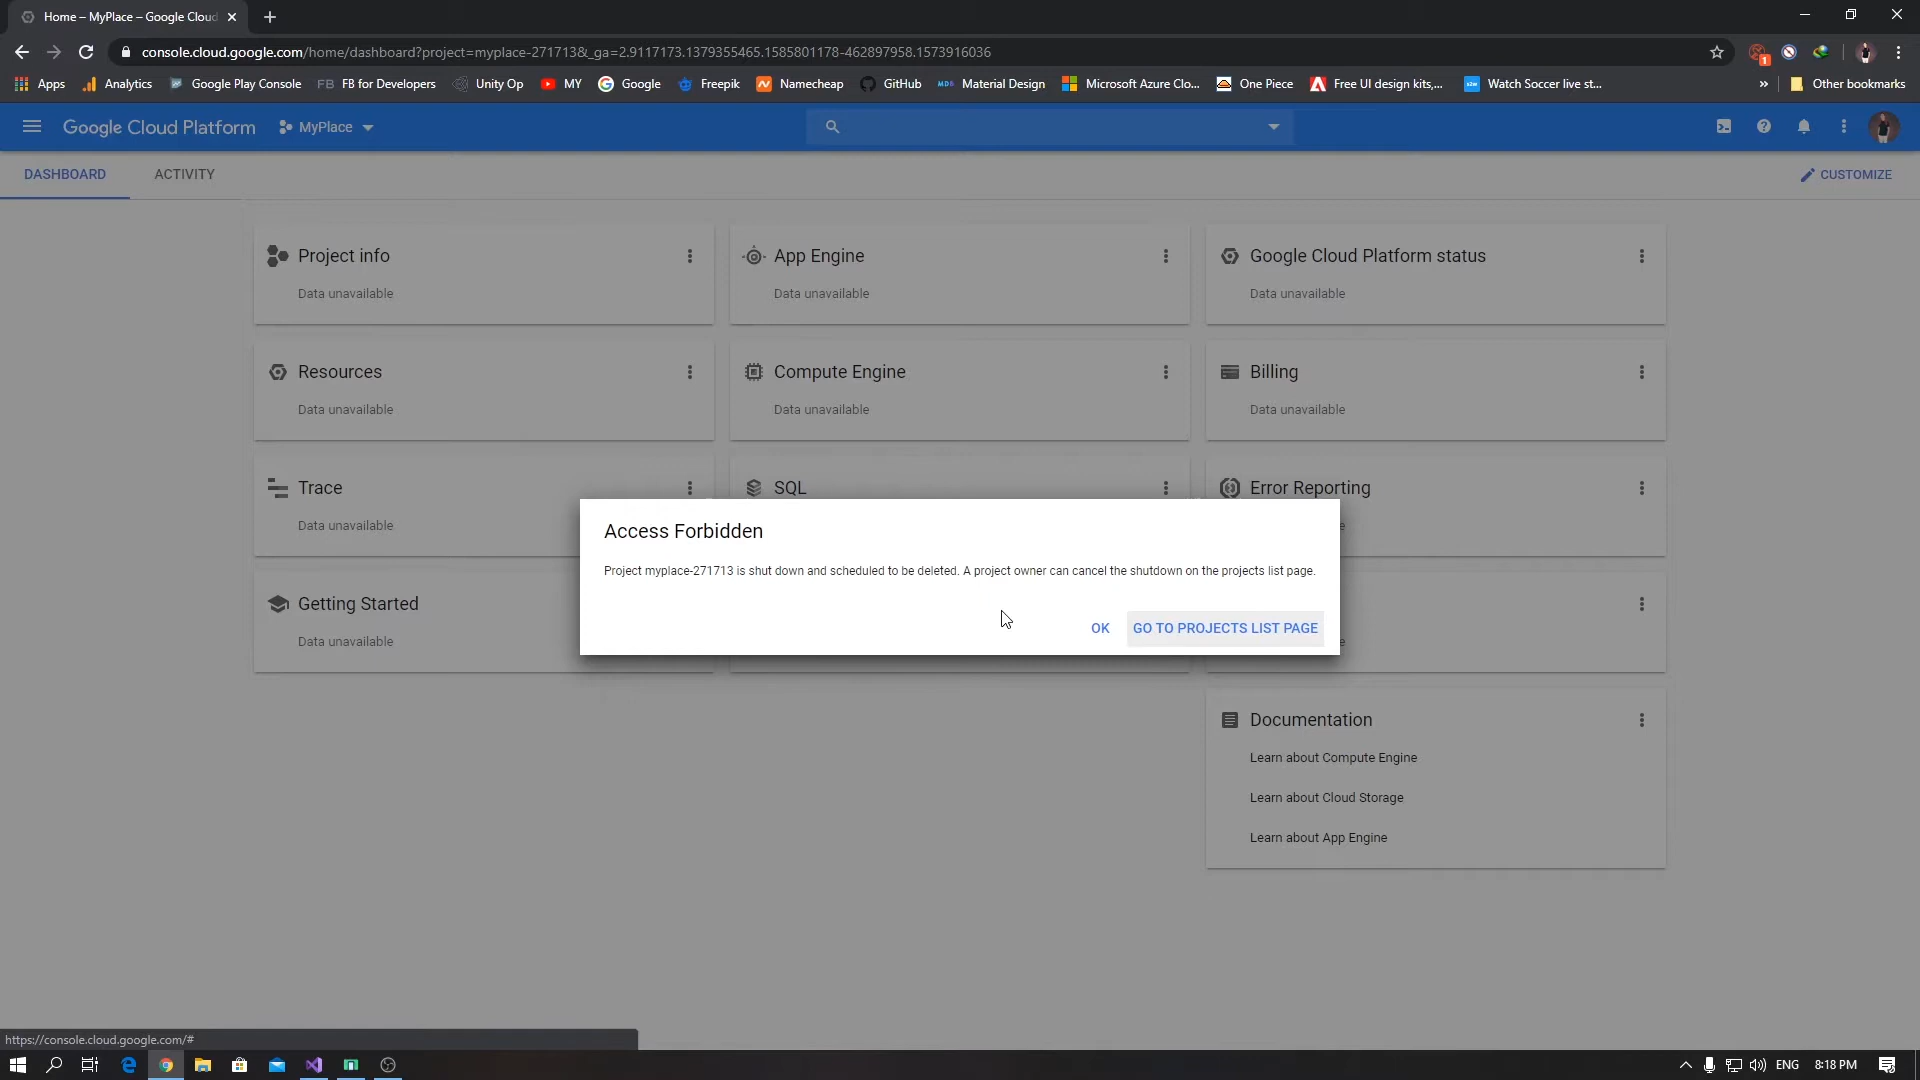 Home – MyPlace – Google Cloud
console.cloud.google.com/home/dashboard?project=myplace-271713&_ga=2.9117173.1379355465.1585801178-462897958.1573916036
1
Apps Analytics Google Play Console FB FB for Developers Unity Op MY Google Freepik Namecheap GitHub Material Design Microsoft Azure Clo... One Piece Free UI design kits,... Watch Soccer live st... » Other bookmarks
Google Cloud Platform MyPlace
DASHBOARD ACTIVITY CUSTOMIZE
Project info
Data unavailable
App Engine
Data unavailable
Google Cloud Platform status
Data unavailable
Resources
Data unavailable
Compute Engine
Data unavailable
Billing
Data unavailable
Trace
Data unavailable
SQL
Error Reporting
e
Access Forbidden
Project myplace-271713 is shut down and scheduled to be deleted. A project owner can cancel the shutdown on the projects list page.
OK GO TO PROJECTS LIST PAGE
Getting Started
Data unavailable
e
Documentation
Learn about Compute Engine
Learn about Cloud Storage
Learn about App Engine
https://console.cloud.google.com/#
ENG 8:18 PM